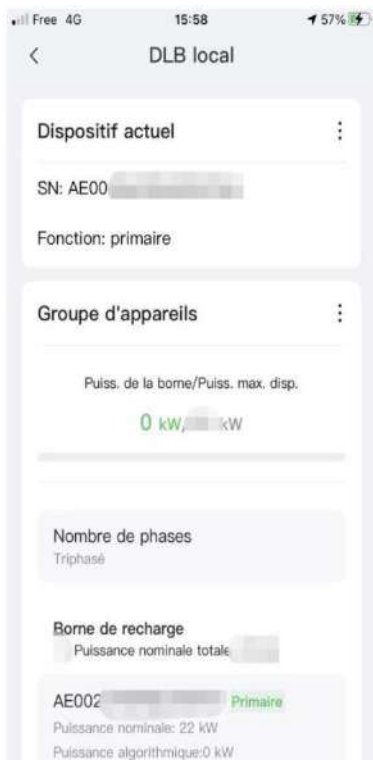 Free 4G 15:58 57%
DLB local
Dispositif actuel
SN: AE00
Fonction: primaire
Groupe d'appareils
Puiss. de la borne/Puiss. max. disp.
0 kW/ kW
Nombre de phases
Triphasé
Borne de recharge
Puissance nominale totale
AE002 Primaire
Puissance nominale: 22 kW
Puissance algorithmique:0 kW